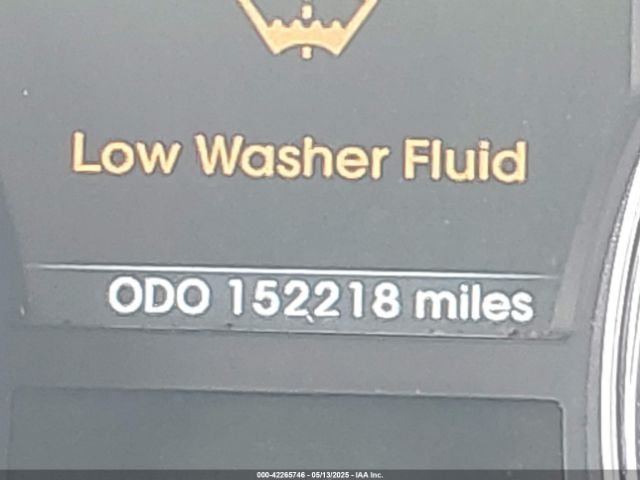 Low Washer Fluid
ODO 152218 miles
000-42265746 - 05/13/2025 - IAA Inc.